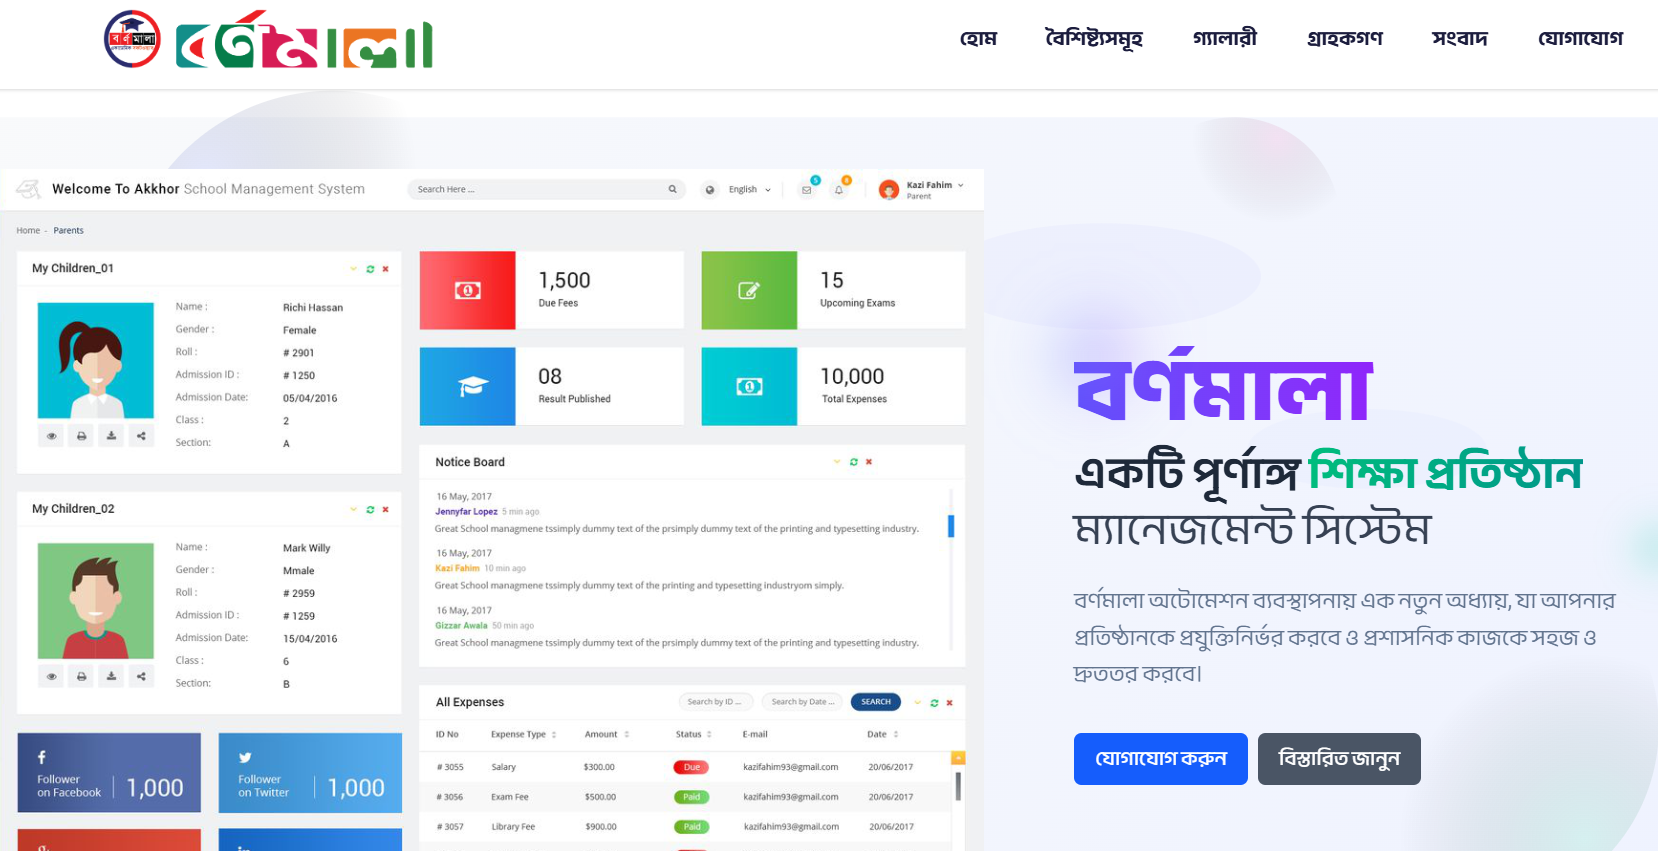 বর্ণমালা
বর্ণমালা
হোম বৈশিষ্ট্যসমূহ গ্যালারী গ্রাহকগণ সংবাদ যোগাযোগ
Welcome To Akkhor School Management System
Search Here ...
English
5
8
Kazi Fahim
Parent
Home - Parents
My Children_01
Name : Richi Hassan
Gender : Female
Roll : # 2901
Admission ID : # 1250
Admission Date: 05/04/2016
Class : 2
Section: A
My Children_02
Name : Mark Willy
Gender : Mmale
Roll : # 2959
Admission ID : # 1259
Admission Date: 15/04/2016
Class : 6
Section: B
Follower
on Facebook
1,000
Follower
on Twitter
1,000
1,500
Due Fees
15
Upcoming Exams
08
Result Published
10,000
Total Expenses
Notice Board
16 May, 2017
Jennyfar Lopez 5 min ago
Great School managmene tssimply dummy text of the prsimply dummy text of the printing and typesetting industry.
16 May, 2017
Kazi Fahim 10 min ago
Great School managmene tssimply dummy text of the printing and typesetting industryom simply.
16 May, 2017
Gizzar Awala 50 min ago
Great School managmene tssimply dummy text of the prsimply dummy text of the printing and typesetting industry.
All Expenses
Search by ID ... Search by Date ... SEARCH
ID No Expense Type Amount Status E-mail Date
# 3055 Salary $300.00 Due kazifahim93@gmail.com 20/06/2017
# 3056 Exam Fee $500.00 Paid kazifahim93@gmail.com 20/06/2017
# 3057 Library Fee $900.00 Paid kazifahim93@gmail.com 20/06/2017
বর্ণমালা
একটি পূর্ণাঙ্গ শিক্ষা প্রতিষ্ঠান
ম্যানেজমেন্ট সিস্টেম
বর্ণমালা অটোমেশন ব্যবস্থাপনায় এক নতুন অধ্যায়, যা আপনার
প্রতিষ্ঠানকে প্রযুক্তিনির্ভর করবে ও প্রশাসনিক কাজকে সহজ ও
দ্রুততর করবে।
যোগাযোগ করুন
বিস্তারিত জানুন